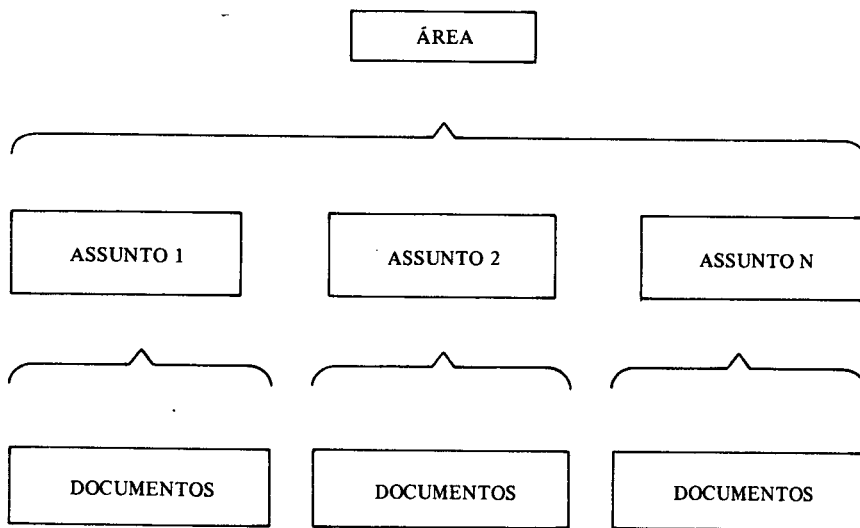 ÁREA
ASSUNTO 1
ASSUNTO 2
ASSUNTO N
DOCUMENTOS
DOCUMENTOS
DOCUMENTOS